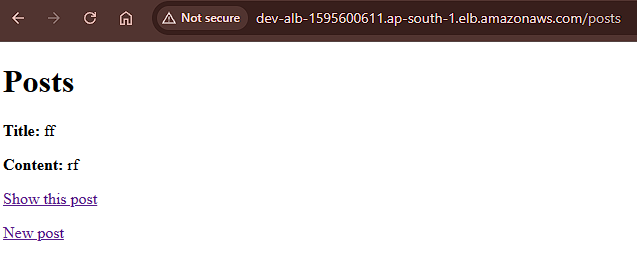 Not secure dev-alb-1595600611.ap-south-1.elb.amazonaws.com/posts
Posts
Title: ff
Content: rf
Show this post
New post